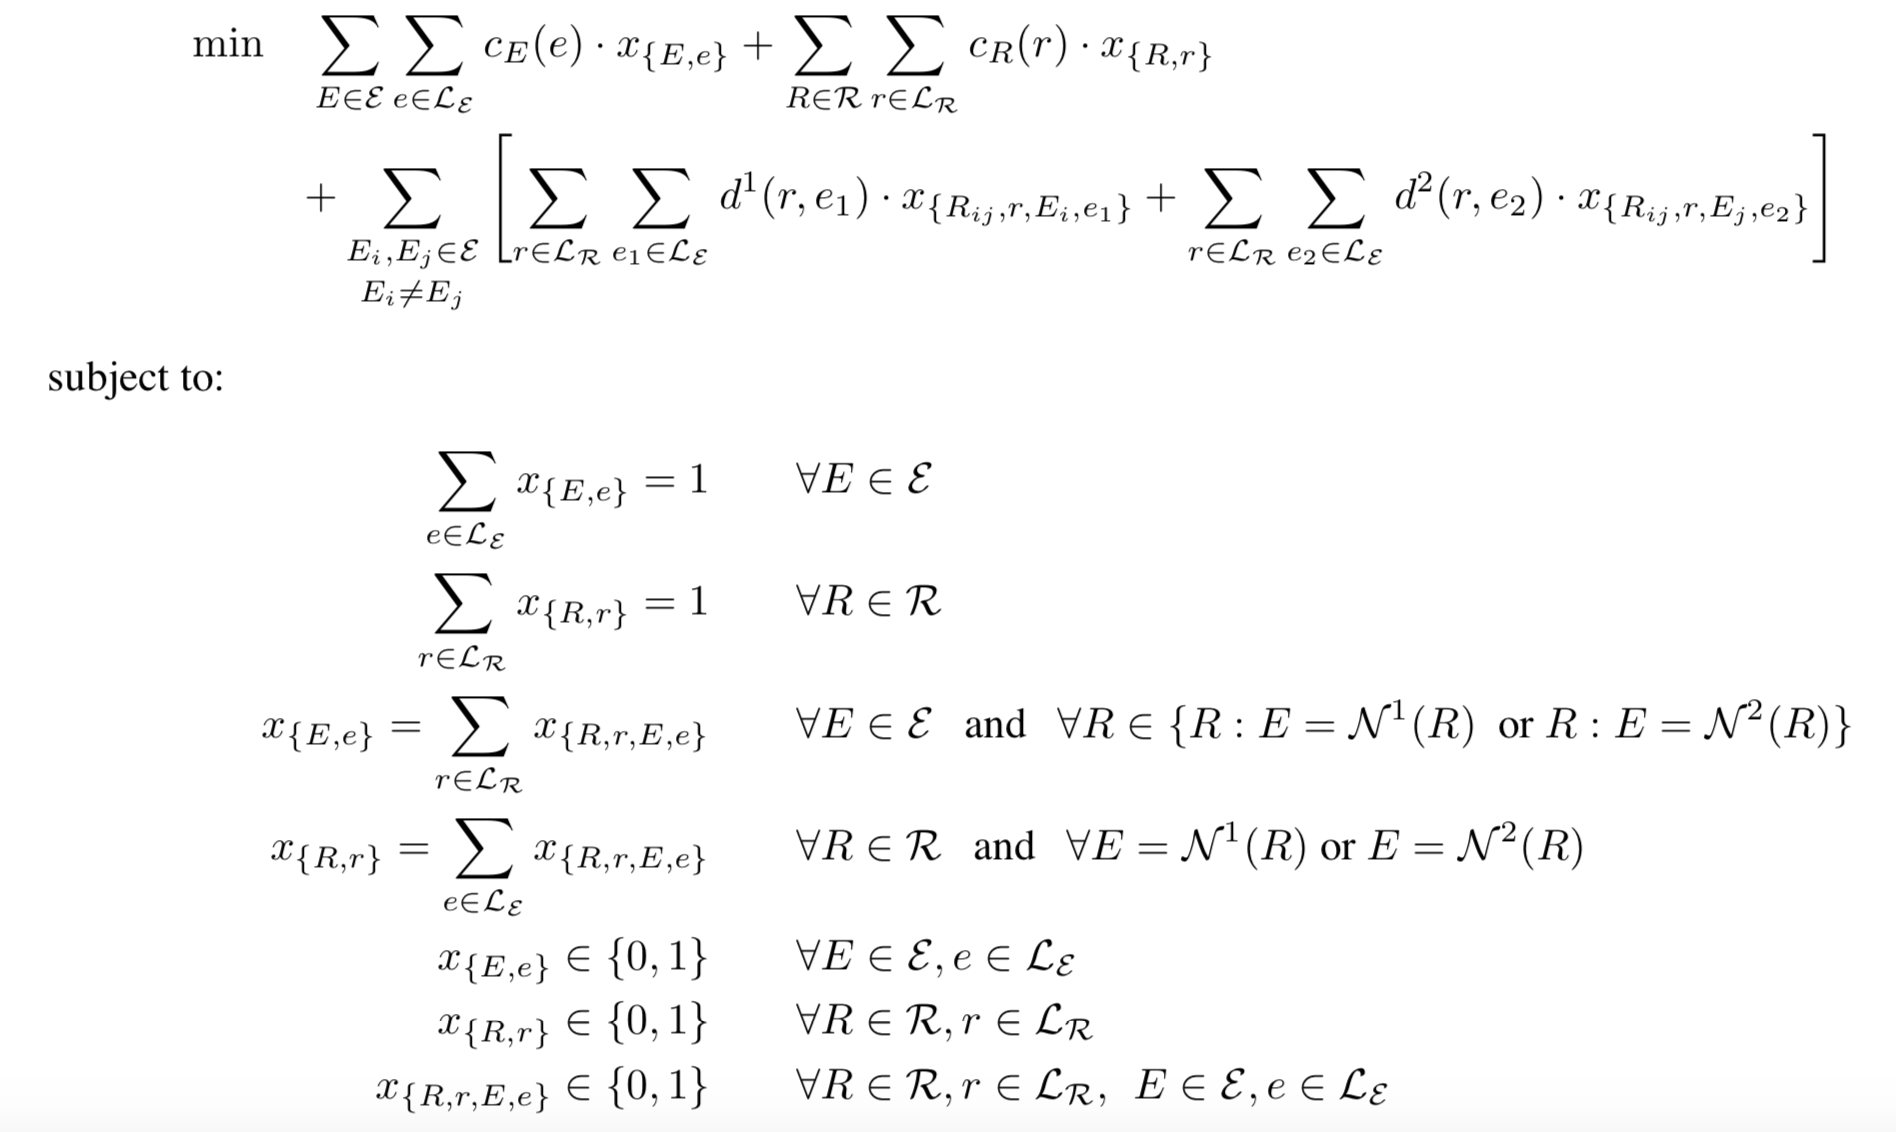 min ∑_{E∈ℰ} ∑_{e∈ℒ_ℰ} c_E(e) · x_{\{E,e\}} + ∑_{R∈ℛ} ∑_{r∈ℒ_ℛ} c_R(r) · x_{\{R,r\}}
+ ∑_{E_i,E_j∈ℰ, E_i≠E_j} [ ∑_{r∈ℒ_ℛ} ∑_{e_1∈ℒ_ℰ} d^1(r, e_1) · x_{\{R_{ij},r,E_i,e_1\}} + ∑_{r∈ℒ_ℛ} ∑_{e_2∈ℒ_ℰ} d^2(r, e_2) · x_{\{R_{ij},r,E_j,e_2\}} ]
subject to:
∑_{e∈ℒ_ℰ} x_{\{E,e\}} = 1 ∀E ∈ ℰ
∑_{r∈ℒ_ℛ} x_{\{R,r\}} = 1 ∀R ∈ ℛ
x_{\{E,e\}} = ∑_{r∈ℒ_ℛ} x_{\{R,r,E,e\}} ∀E ∈ ℰ and ∀R ∈ {R : E = 𝒩^1(R) or R : E = 𝒩^2(R)}
x_{\{R,r\}} = ∑_{e∈ℒ_ℰ} x_{\{R,r,E,e\}} ∀R ∈ ℛ and ∀E = 𝒩^1(R) or E = 𝒩^2(R)
x_{\{E,e\}} ∈ {0, 1} ∀E ∈ ℰ, e ∈ ℒ_ℰ
x_{\{R,r\}} ∈ {0, 1} ∀R ∈ ℛ, r ∈ ℒ_ℛ
x_{\{R,r,E,e\}} ∈ {0, 1} ∀R ∈ ℛ, r ∈ ℒ_ℛ, E ∈ ℰ, e ∈ ℒ_ℰ